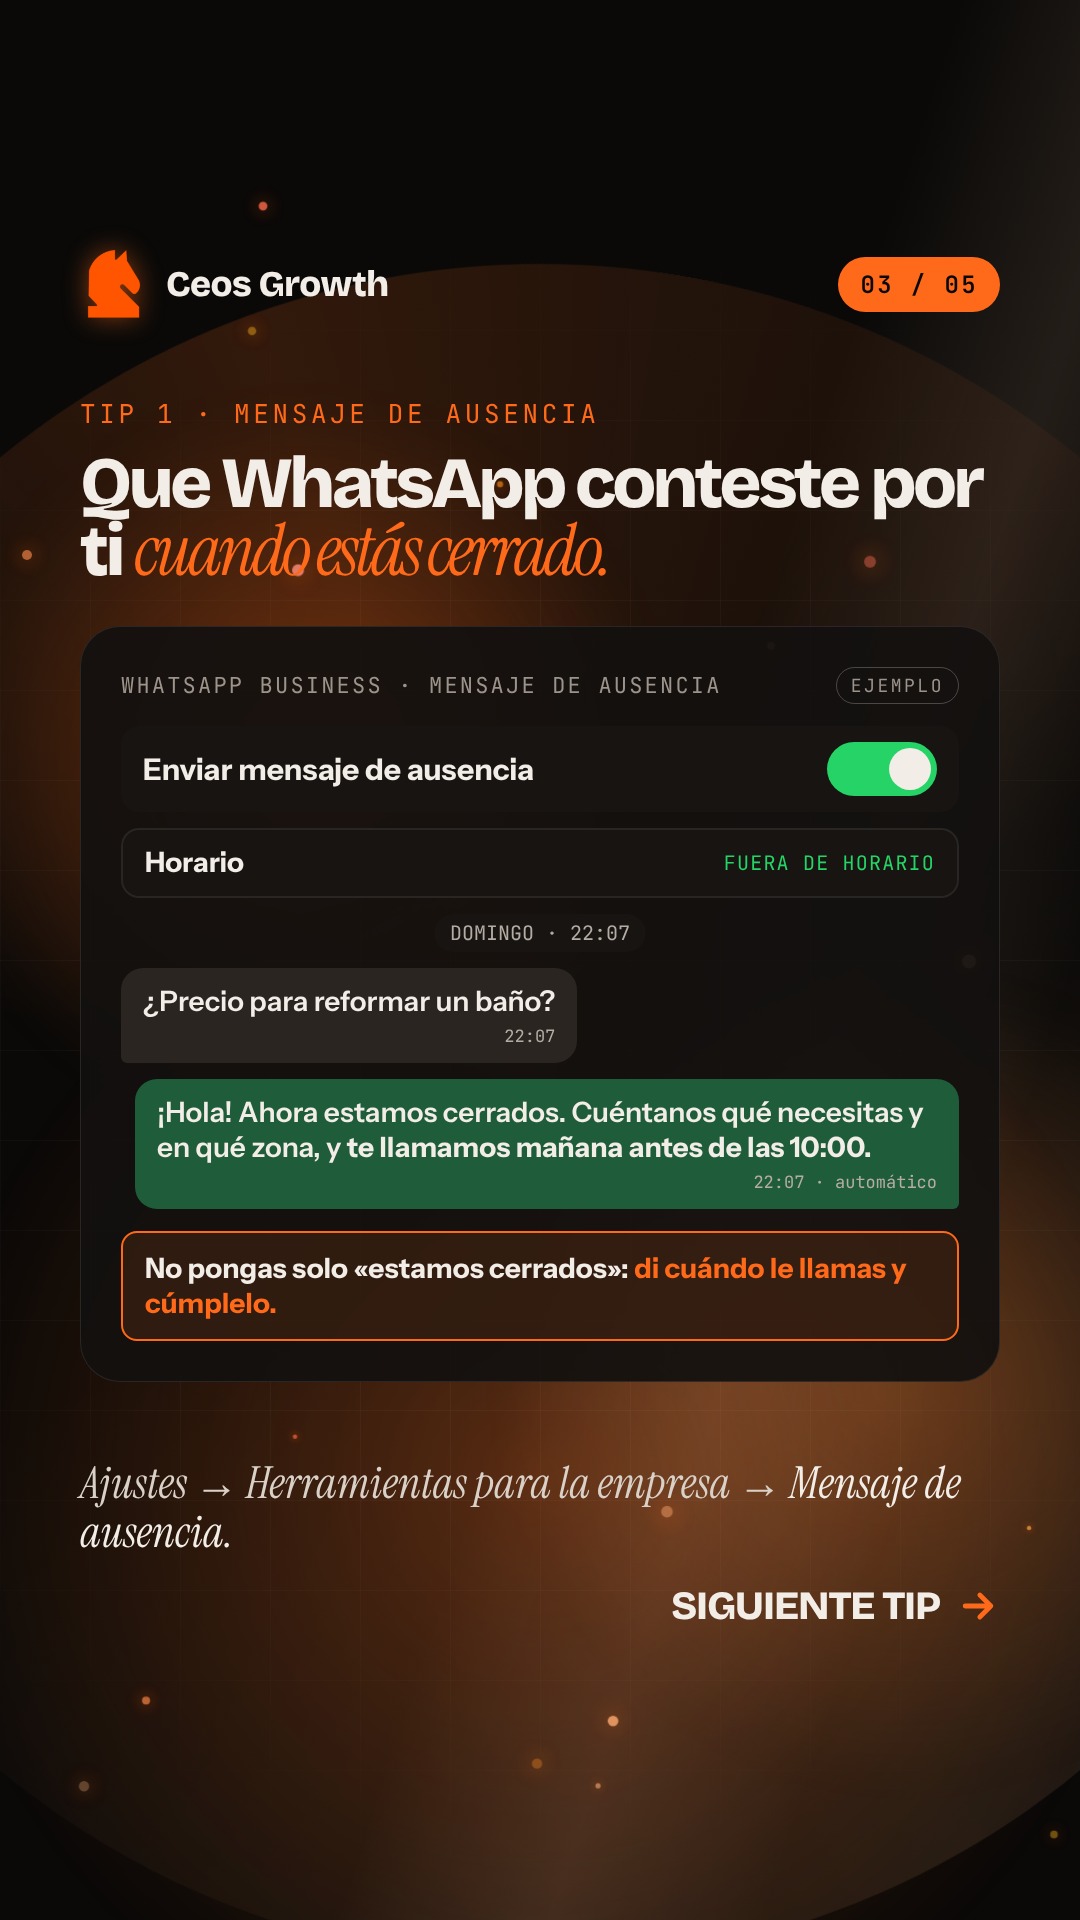 Ceos Growth
03 / 05
TIP 1 · MENSAJE DE AUSENCIA
Que WhatsApp conteste por
ti cuando estás cerrado.
WHATSAPP BUSINESS · MENSAJE DE AUSENCIA
EJEMPLO
Enviar mensaje de ausencia
Horario
FUERA DE HORARIO
DOMINGO · 22:07
¿Precio para reformar un baño?
22:07
¡Hola! Ahora estamos cerrados. Cuéntanos qué necesitas y
en qué zona, y te llamamos mañana antes de las 10:00.
22:07 · automático
No pongas solo «estamos cerrados»: di cuándo le llamas y
cúmplelo.
Ajustes → Herramientas para la empresa → Mensaje de
ausencia.
SIGUIENTE TIP →